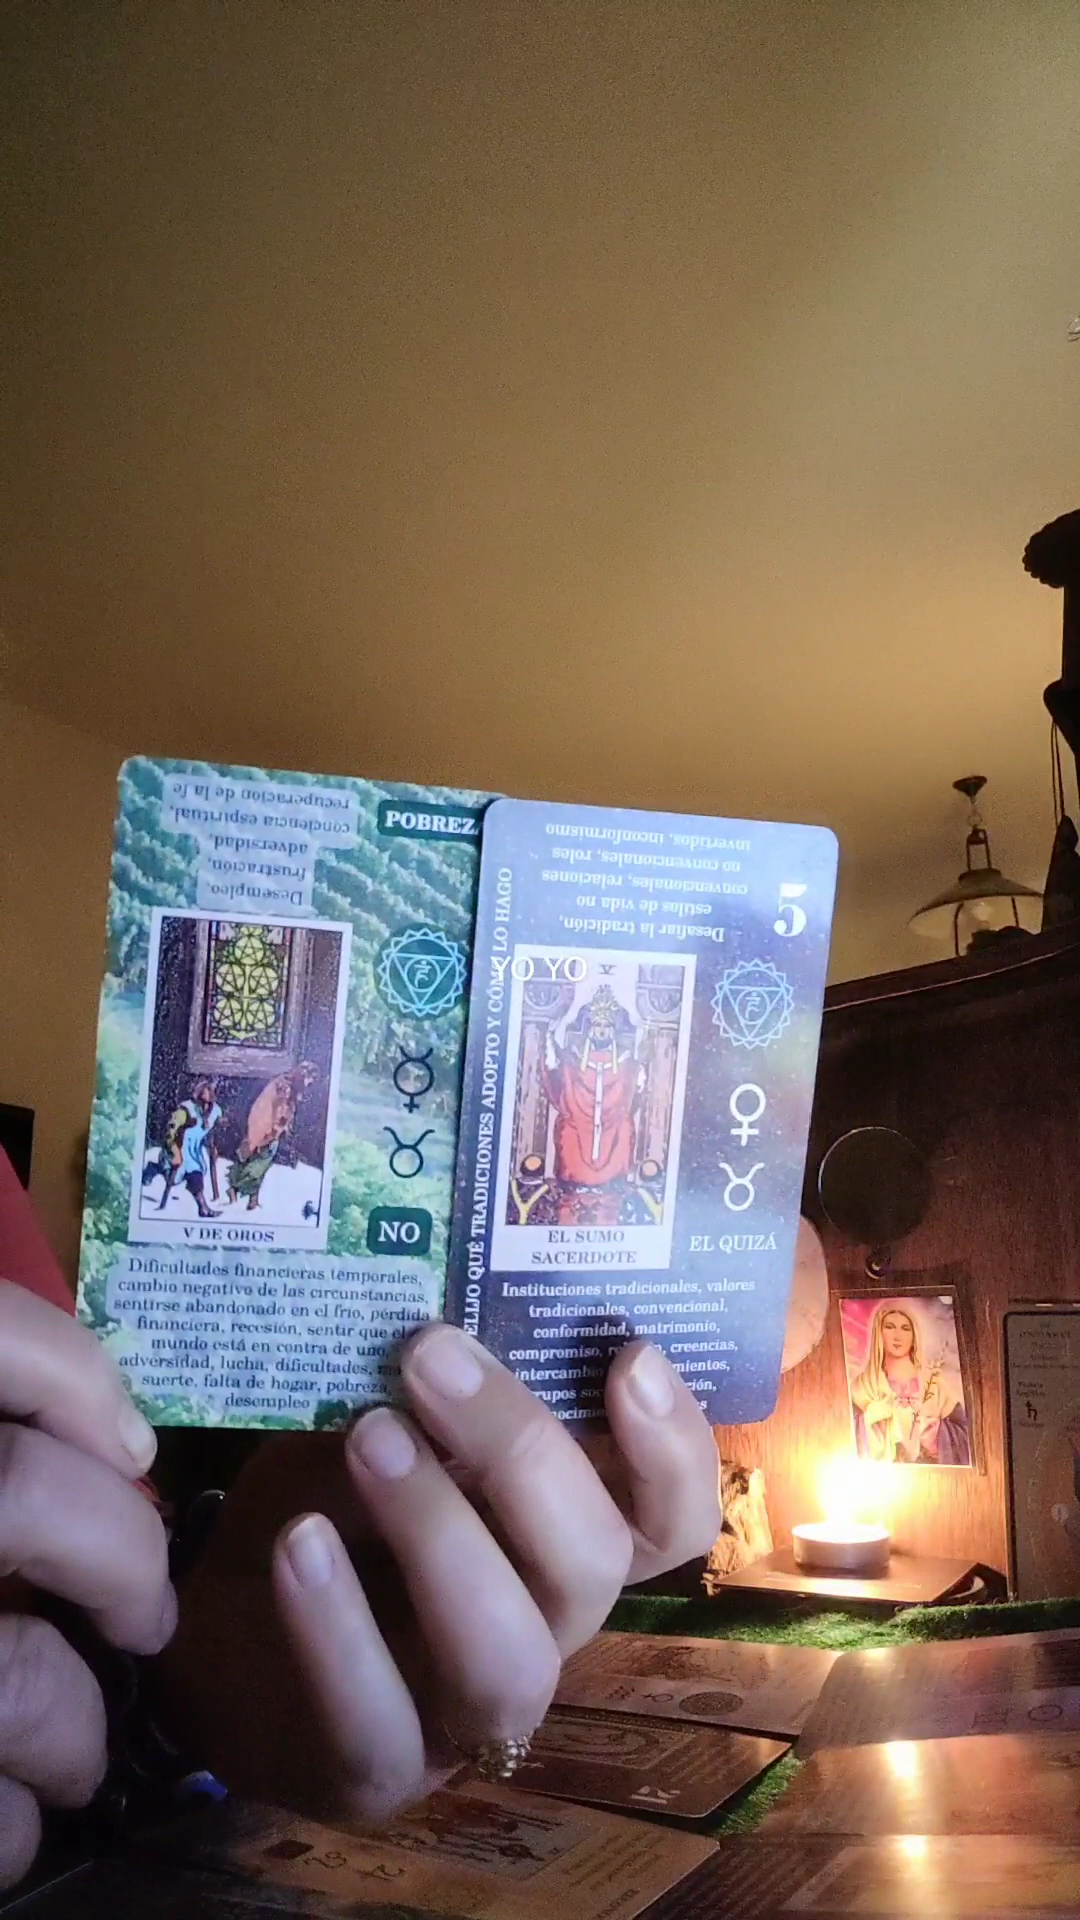 recuperación de la fe
conciencia espiritual,
adversidad,
frustración,
Desempleo,
POBREZ
V DE OROS
NO
Dificultades financieras temporales,
cambio negativo de las circunstancias,
sentirse abandonado en el frío, pérdida
financiera, recesión, sentir que el
mundo está en contra de uno,
adversidad, lucha, dificultades,
suerte, falta de hogar, pobreza,
desempleo
ELIJO QUÉ TRADICIONES ADOPTO Y CÓMO LO HAGO
Desafiar la tradición,
estilos de vida no
convencionales, relaciones
no convencionales, roles
invertidos, inconformismo
5
YO YO
V
EL SUMO
SACERDOTE
EL QUIZÁ
Instituciones tradicionales, valores
tradicionales, convencional,
conformidad, matrimonio,
compromiso, creencias,